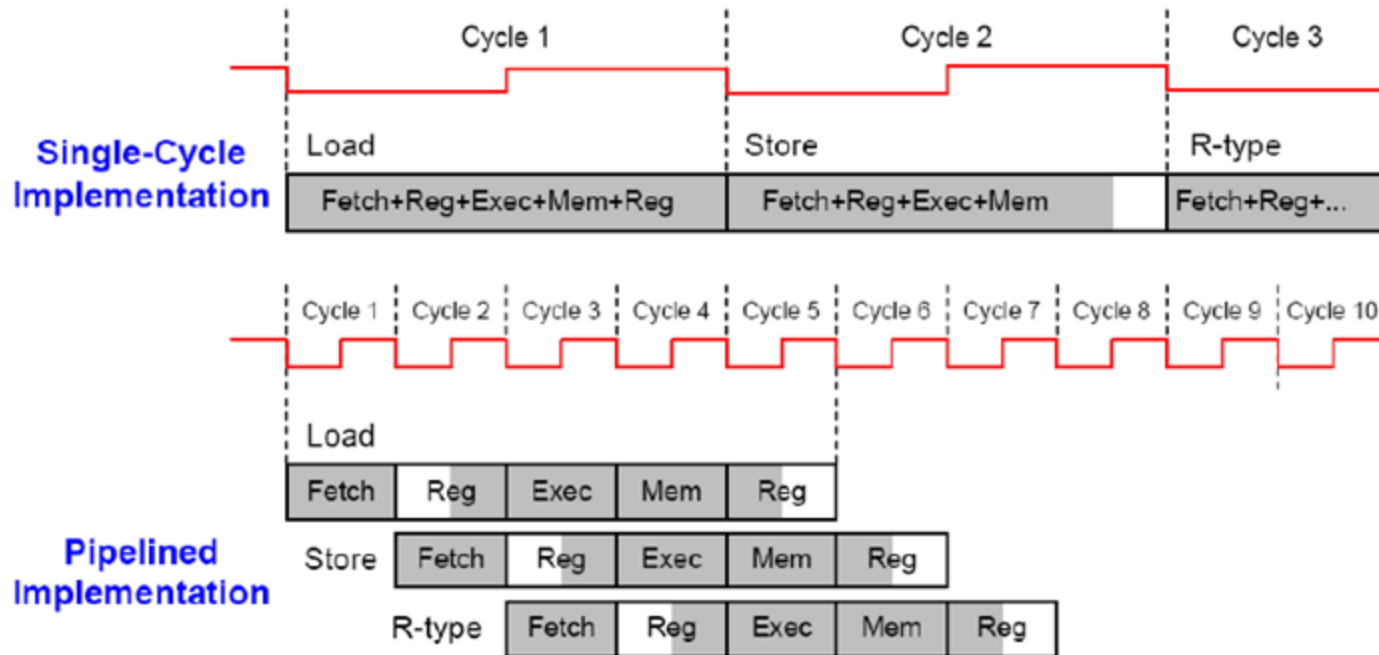 Cycle 1 Cycle 2 Cycle 3
Load Store R-type
Single-Cycle
Implementation
Fetch+Reg+Exec+Mem+Reg Fetch+Reg+Exec+Mem Fetch+Reg+...
Cycle 1 Cycle 2 Cycle 3 Cycle 4 Cycle 5 Cycle 6 Cycle 7 Cycle 8 Cycle 9 Cycle 10
Load
Fetch Reg Exec Mem Reg
Pipelined
Implementation
Store Fetch Reg Exec Mem Reg
R-type Fetch Reg Exec Mem Reg